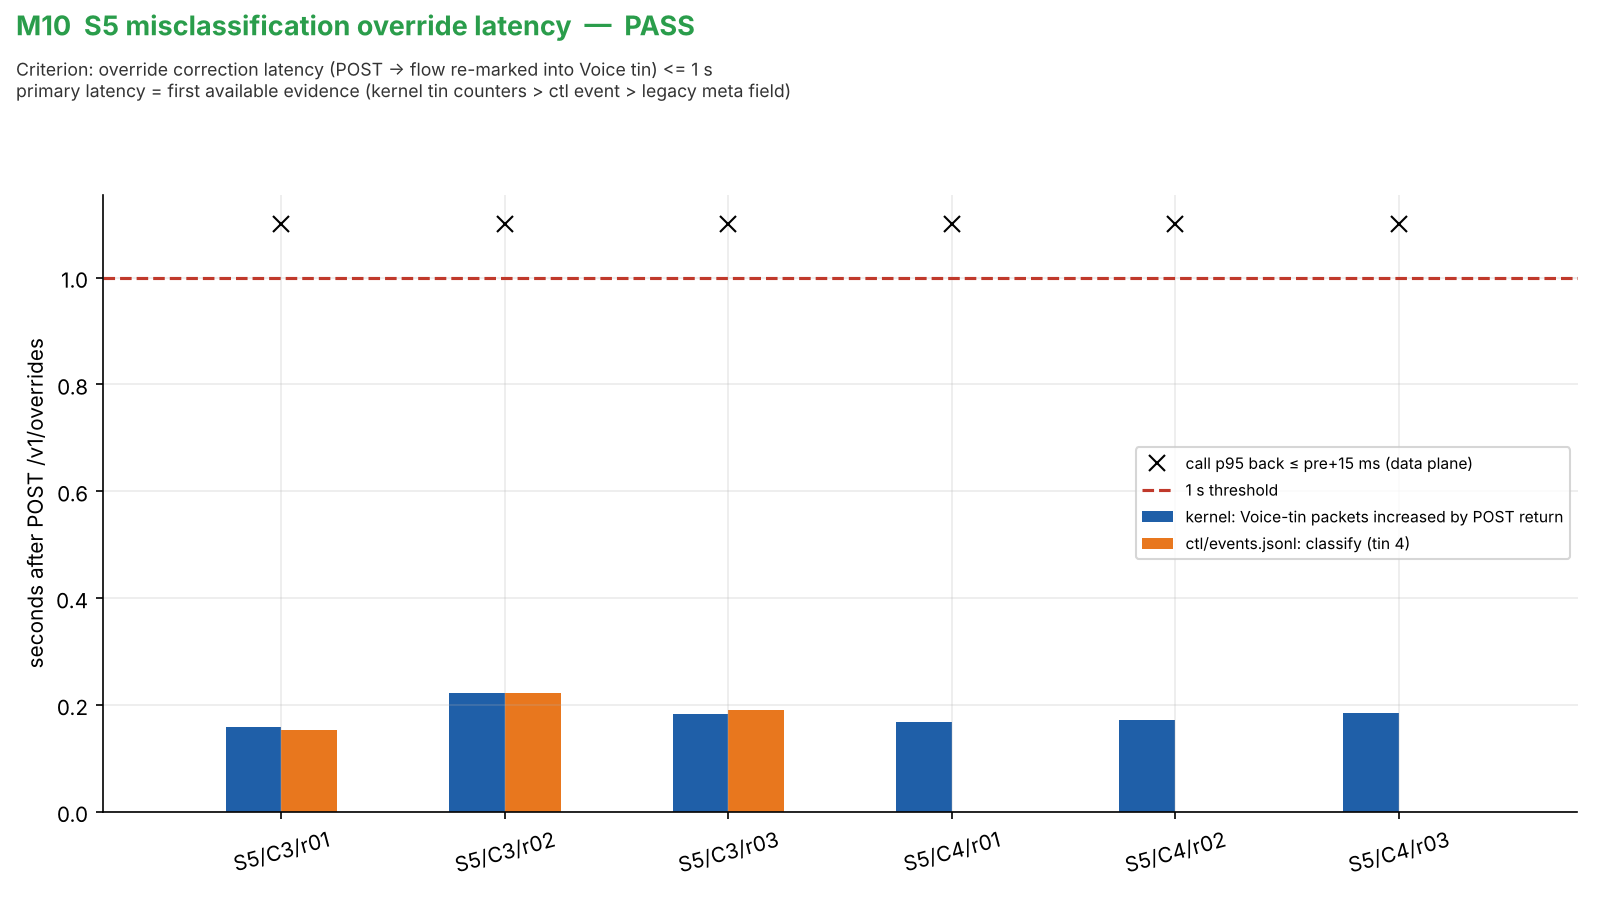 M10 S5 misclassification override latency — PASS
Criterion: override correction latency (POST → flow re-marked into Voice tin) <= 1 s
primary latency = first available evidence (kernel tin counters > ctl event > legacy meta field)
seconds after POST /v1/overrides
1.0
0.8
0.6
0.4
0.2
0.0
call p95 back ≤ pre+15 ms (data plane)
1 s threshold
kernel: Voice-tin packets increased by POST return
ctl/events.jsonl: classify (tin 4)
S5/C3/r01
S5/C3/r02
S5/C3/r03
S5/C4/r01
S5/C4/r02
S5/C4/r03